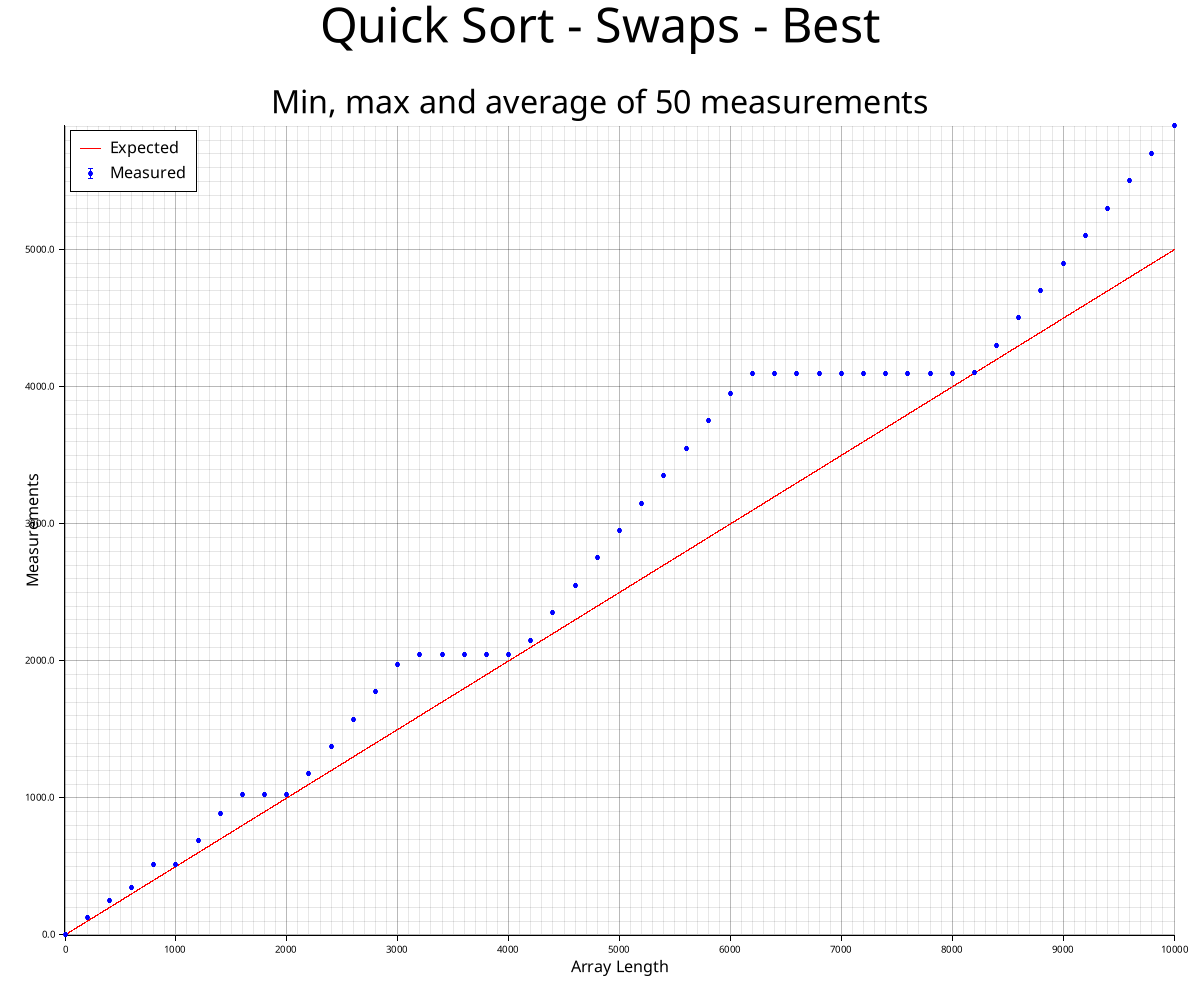 Quick Sort - Swaps - Best
Min, max and average of 50 measurements
Expected
Measured
5000.0
4000.0
3000.0
2000.0
1000.0
0.0
Measurements
0 1000 2000 3000 4000 5000 6000 7000 8000 9000 10000
Array Length